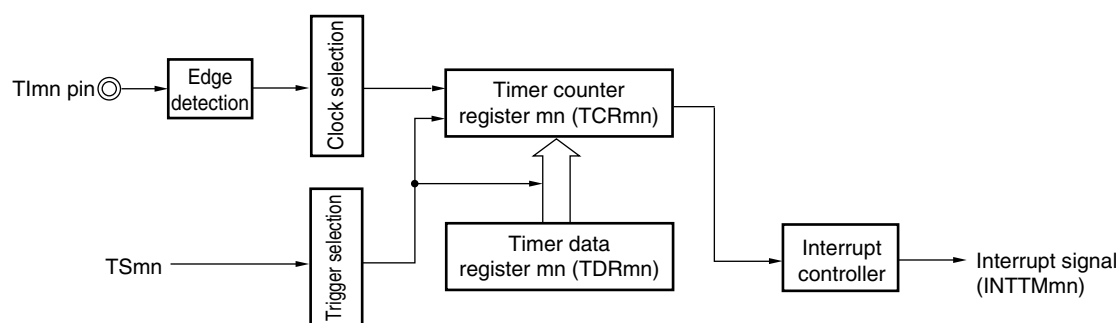 TImn pin
Edge
detection
Clock selection
Timer counter
register mn (TCRmn)
TSmn
Trigger selection
Timer data
register mn (TDRmn)
Interrupt
controller
Interrupt signal
(INTTMmn)